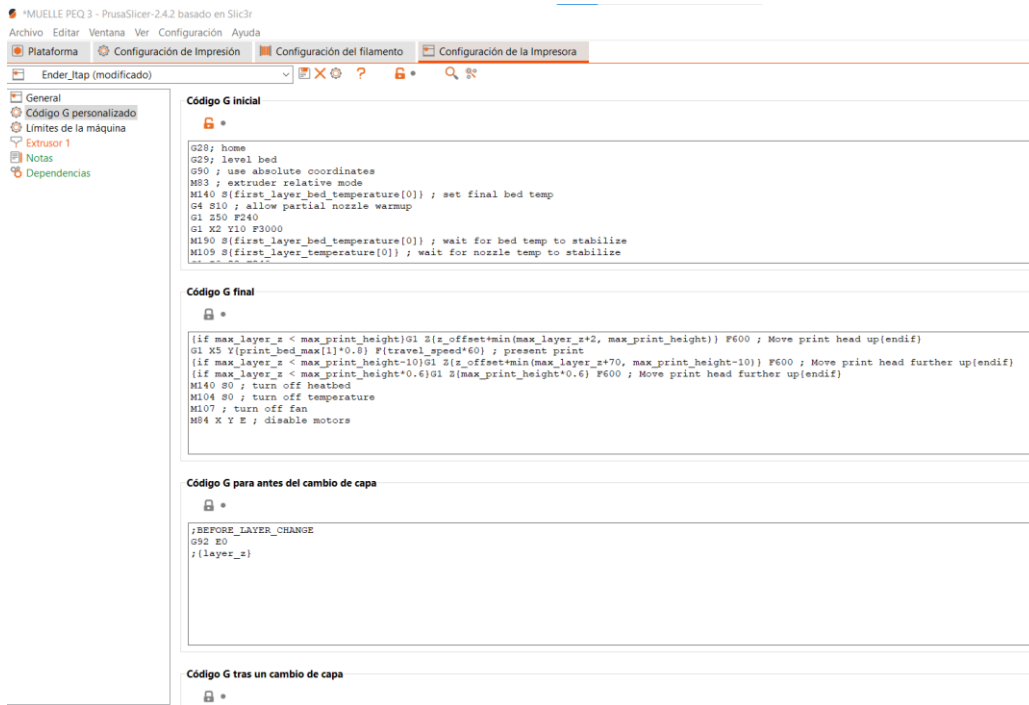 *MUELLE PEQ 3 - PrusaSlicer-2.4.2 basado en Slic3r
Archivo Editar Ventana Ver Configuración Ayuda
Plataforma Configuración de Impresión Configuración del filamento Configuración de la Impresora
Ender_Itap (modificado)
General
Código G personalizado
Límites de la máquina
Extrusor 1
Notas
Dependencias
Código G inicial
G28; home
G29; level bed
G90 ; use absolute coordinates
M83 ; extruder relative mode
M140 S{first_layer_bed_temperature[0]} ; set final bed temp
G4 S10 ; allow partial nozzle warmup
G1 Z50 F240
G1 X2 Y10 F3000
M190 S{first_layer_bed_temperature[0]} ; wait for bed temp to stabilize
M109 S{first_layer_temperature[0]} ; wait for nozzle temp to stabilize
Código G final
{if max_layer_z < max_print_height}G1 Z{z_offset+min(max_layer_z+2, max_print_height)} F600 ; Move print head up{endif}
G1 X5 Y{print_bed_max[1]*0.8} F{travel_speed*60} ; present print
{if max_layer_z < max_print_height-10}G1 Z{z_offset+min(max_layer_z+70, max_print_height-10)} F600 ; Move print head further up{endif}
{if max_layer_z < max_print_height*0.6}G1 Z{max_print_height*0.6} F600 ; Move print head further up{endif}
M140 S0 ; turn off heatbed
M104 S0 ; turn off temperature
M107 ; turn off fan
M84 X Y E ; disable motors
Código G para antes del cambio de capa
;BEFORE_LAYER_CHANGE
G92 E0
;{layer_z}
Código G tras un cambio de capa